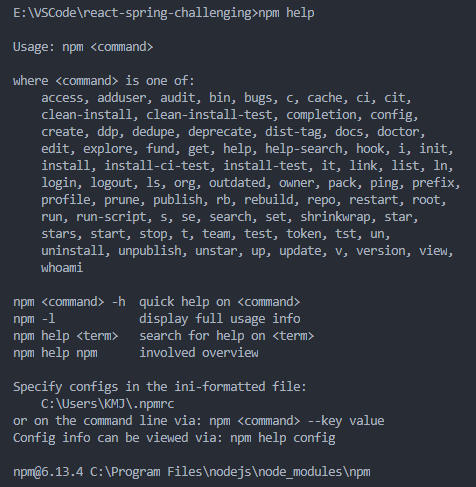 E:\VSCode\react-spring-challenging>npm help
Usage: npm <command>
where <command> is one of:
access, adduser, audit, bin, bugs, c, cache, ci, cit,
clean-install, clean-install-test, completion, config,
create, ddp, dedupe, deprecate, dist-tag, docs, doctor,
edit, explore, fund, get, help, help-search, hook, i, init,
install, install-ci-test, install-test, it, link, list, ln,
login, logout, ls, org, outdated, owner, pack, ping, prefix,
profile, prune, publish, rb, rebuild, repo, restart, root,
run, run-script, s, se, search, set, shrinkwrap, star,
stars, start, stop, t, team, test, token, tst, un,
uninstall, unpublish, unstar, up, update, v, version, view,
whoami
npm <command> -h  quick help on <command>
npm -l            display full usage info
npm help <term>   search for help on <term>
npm help npm      involved overview
Specify configs in the ini-formatted file:
C:\Users\KMJ\.npmrc
or on the command line via: npm <command> --key value
Config info can be viewed via: npm help config
npm@6.13.4 C:\Program Files\nodejs\node_modules\npm